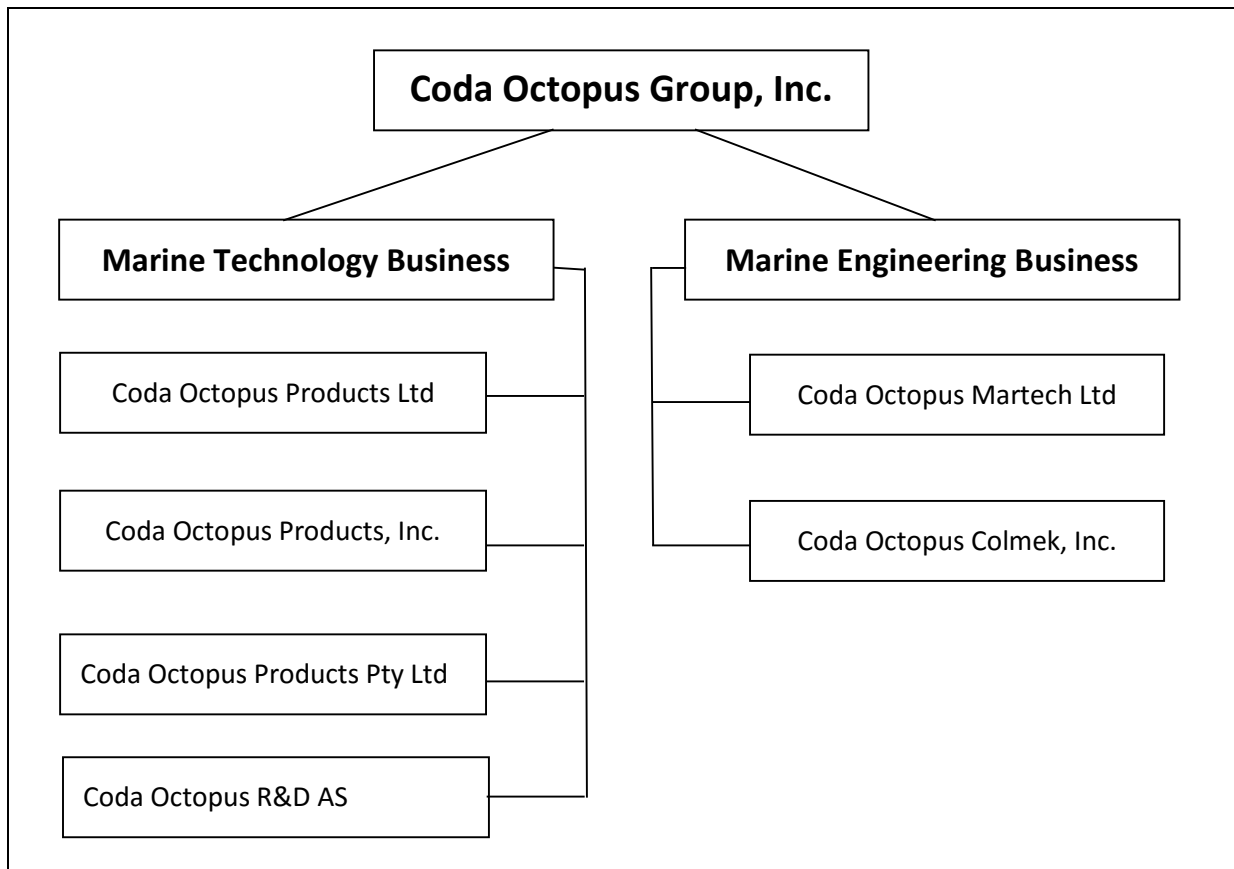 Coda Octopus Group, Inc.
Marine Technology Business
Coda Octopus Products Ltd
Coda Octopus Products, Inc.
Coda Octopus Products Pty Ltd
Coda Octopus R&D AS
Marine Engineering Business
Coda Octopus Martech Ltd
Coda Octopus Colmek, Inc.